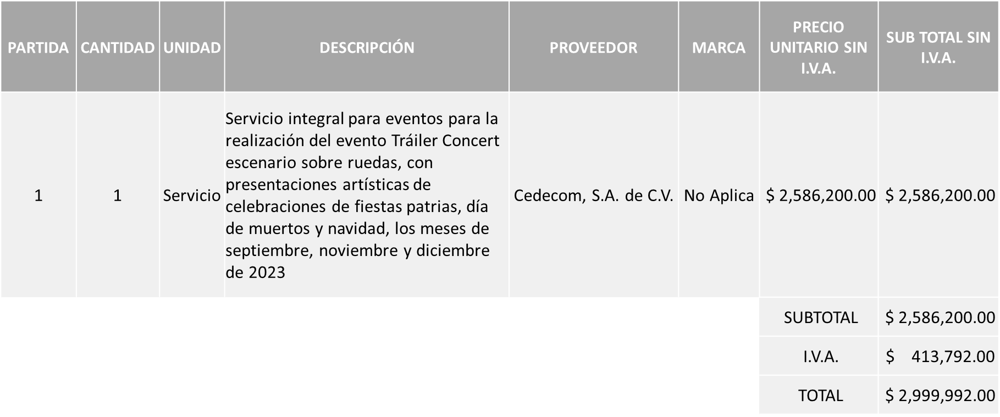 PARTIDA CANTIDAD UNIDAD DESCRIPCIÓN PROVEEDOR MARCA PRECIO UNITARIO SIN I.V.A. SUB TOTAL SIN I.V.A.
1 1 Servicio
Servicio integral para eventos para la
realización del evento Tráiler Concert
escenario sobre ruedas, con
presentaciones artísticas de
celebraciones de fiestas patrias, día
de muertos y navidad, los meses de
septiembre, noviembre y diciembre
de 2023
Cedecom, S.A. de C.V. No Aplica $ 2,586,200.00 $ 2,586,200.00
SUBTOTAL $ 2,586,200.00
I.V.A. $ 413,792.00
TOTAL $ 2,999,992.00